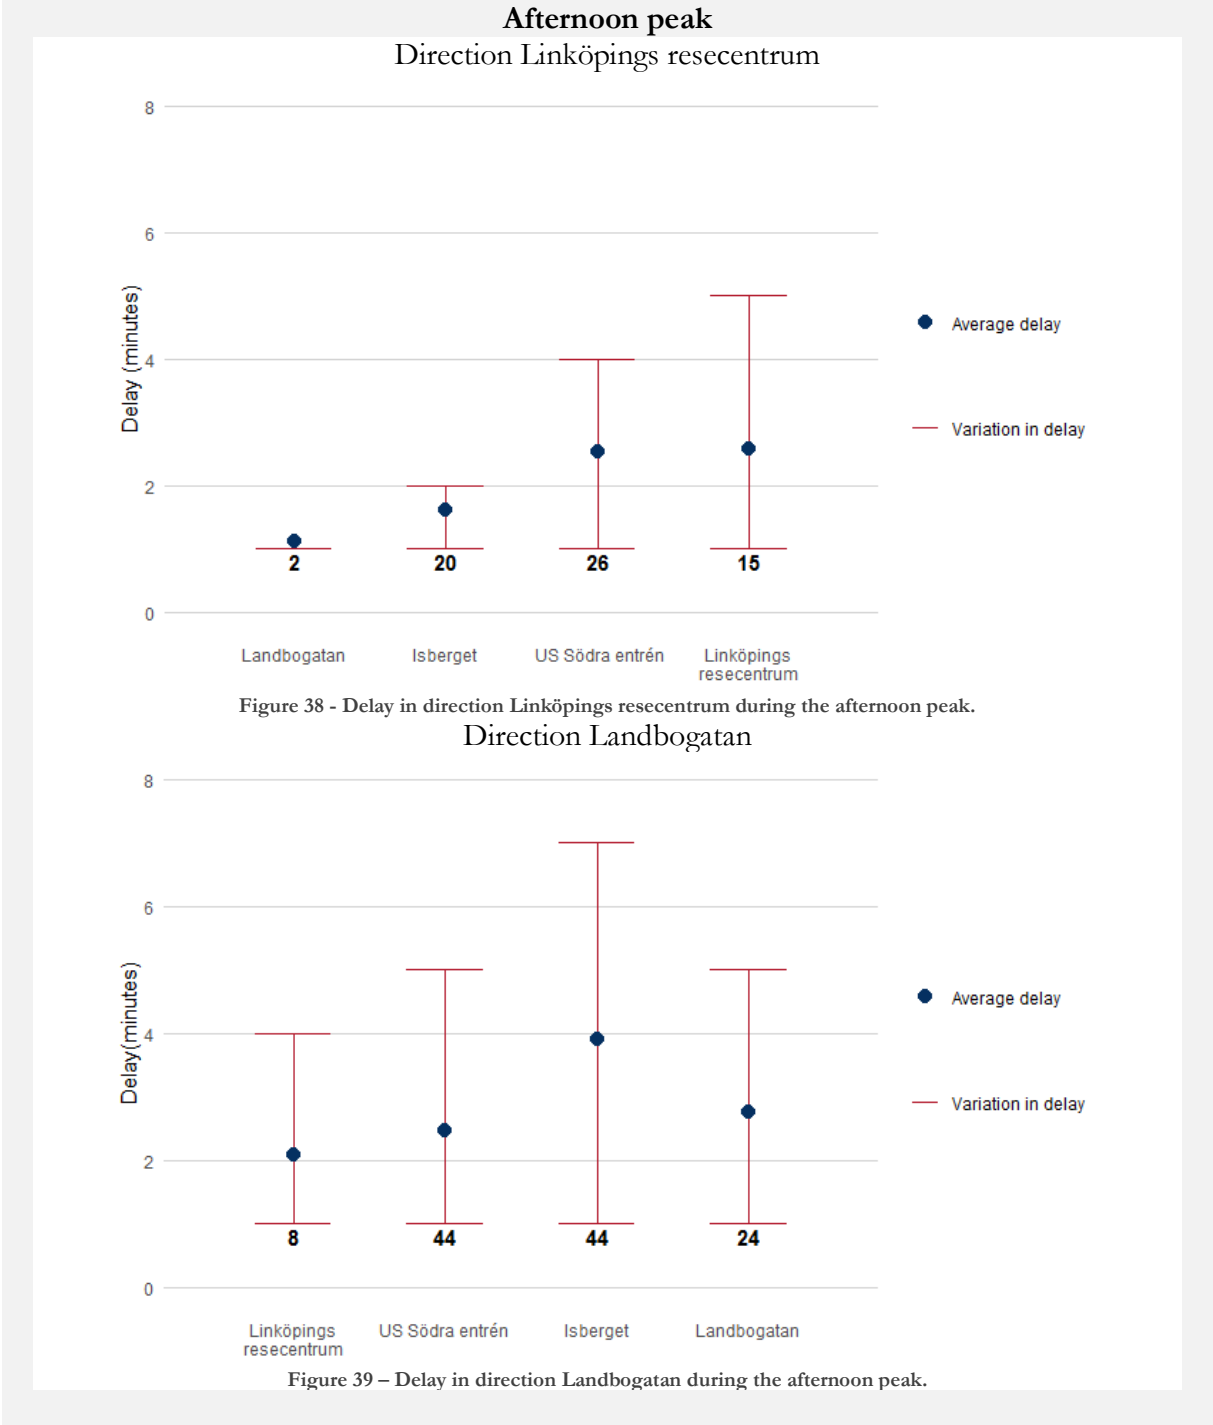 Afternoon peak
Direction Linköpings resecentrum
8
6
4
2
0
Delay (minutes)
2
20
26
15
Landbogatan
Isberget
US Södra entrén
Linköpings
resecentrum
Average delay
Variation in delay
Figure 38 - Delay in direction Linköpings resecentrum during the afternoon peak.
Direction Landbogatan
8
6
4
2
0
Delay(minutes)
8
44
44
24
Linköpings
resecentrum
US Södra entrén
Isberget
Landbogatan
Average delay
Variation in delay
Figure 39 – Delay in direction Landbogatan during the afternoon peak.